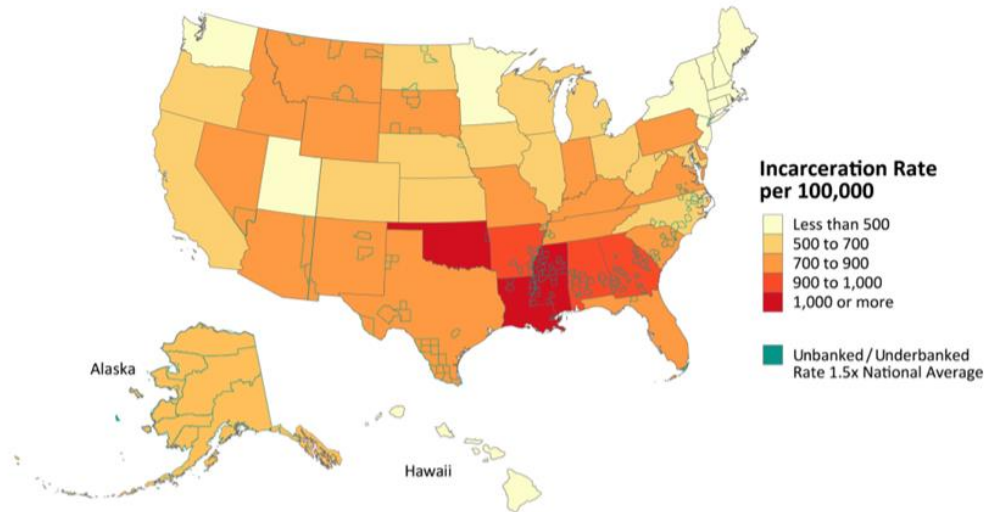 Incarceration Rate
per 100,000
Less than 500
500 to 700
700 to 900
900 to 1,000
1,000 or more
Unbanked/Underbanked
Rate 1.5x National Average
Alaska
Hawaii